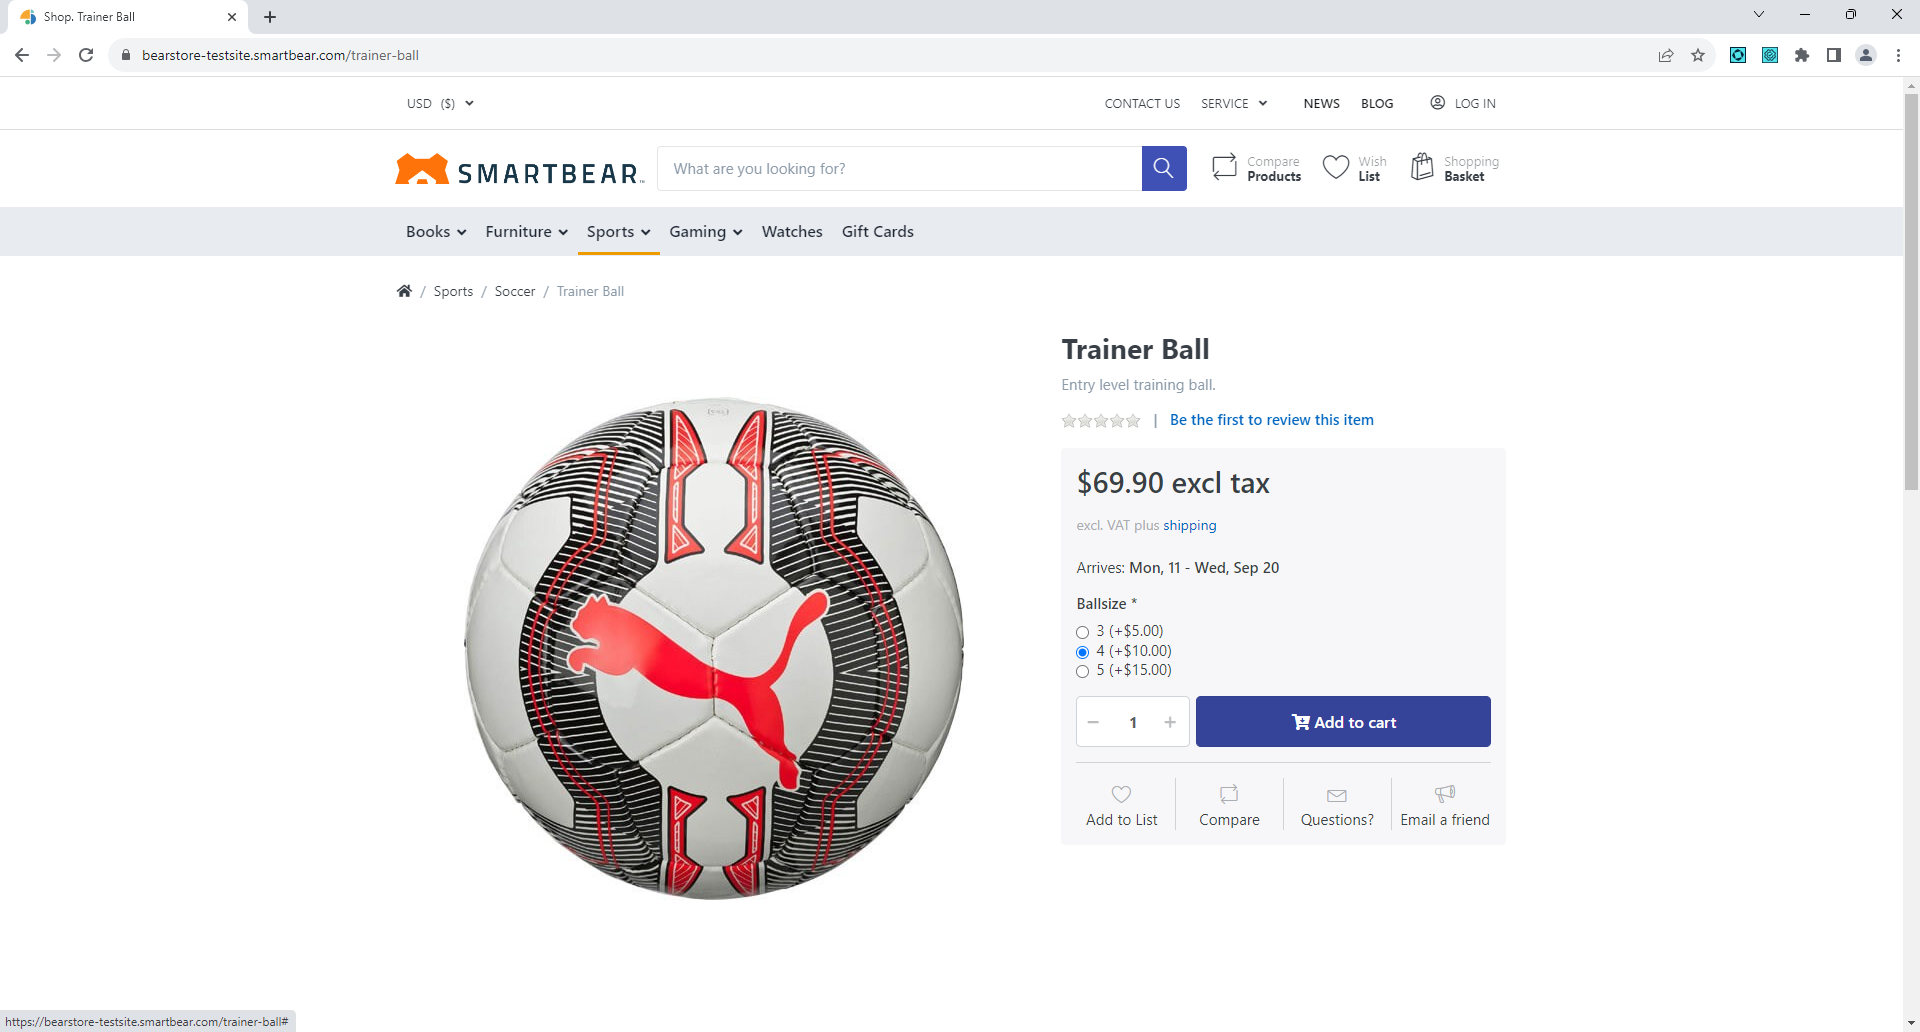 Shop. Trainer Ball
bearstore-testsite.smartbear.com/trainer-ball
USD ($)
CONTACT US SERVICE NEWS BLOG LOG IN
SMARTBEAR
What are you looking for?
Compare
Products
Wish
List
Shopping
Basket
Books Furniture Sports Gaming Watches Gift Cards
/ Sports / Soccer / Trainer Ball
Trainer Ball
Entry level training ball.
| Be the first to review this item
$69.90 excl tax
excl. VAT plus shipping
Arrives: Mon, 11 - Wed, Sep 20
Ballsize *
3 (+$5.00)
4 (+$10.00)
5 (+$15.00)
− 1 +
Add to cart
Add to List Compare Questions? Email a friend
https://bearstore-testsite.smartbear.com/trainer-ball#